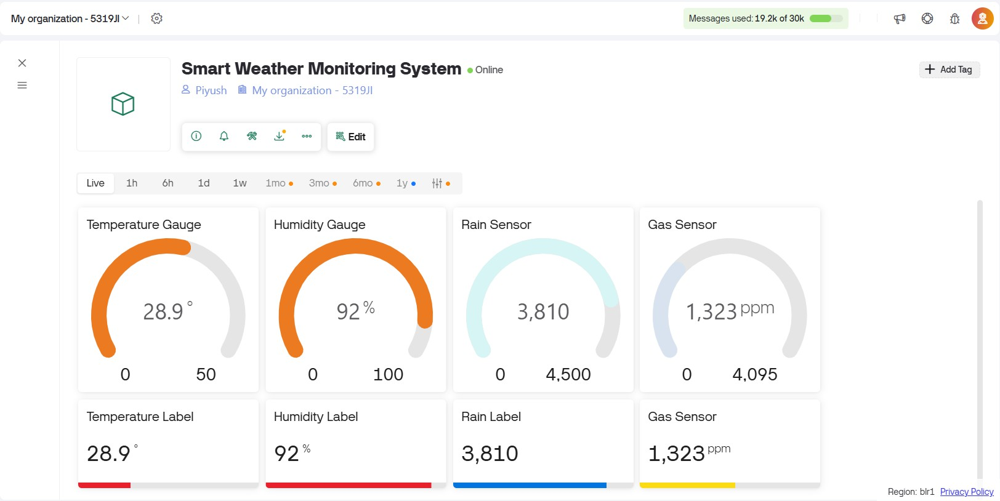 My organization - 5319JI
Messages used: 19.2k of 30k
Smart Weather Monitoring System
Online
Add Tag
Piyush My organization - 5319JI
Edit
Live 1h 6h 1d 1w 1mo 3mo 6mo 1y
Temperature Gauge
28.9 °
0 50
Humidity Gauge
92 %
0 100
Rain Sensor
3,810
0 4,500
Gas Sensor
1,323 ppm
0 4,095
Temperature Label
28.9 °
Humidity Label
92 %
Rain Label
3,810
Gas Sensor
1,323 ppm
Region: blr1 Privacy Policy